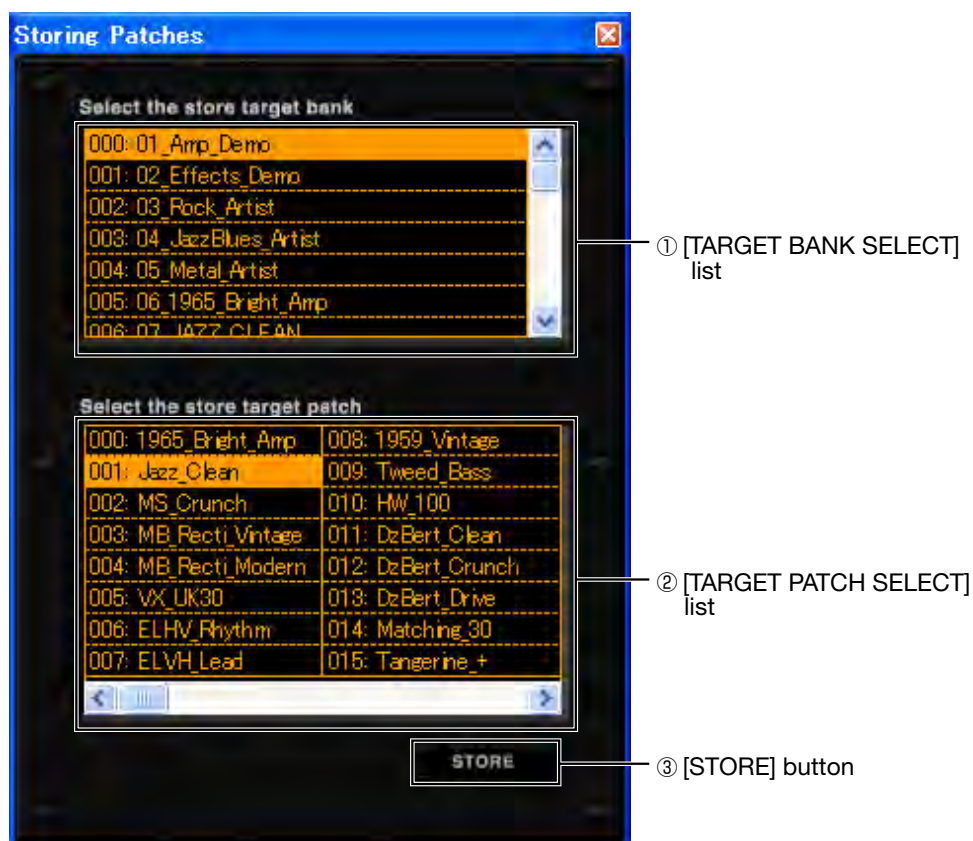 Storing Patches
Select the store target bank
000: 01_Amp_Demo
001: 02_Effects_Demo
002: 03_Rock_Artist
003: 04_JazzBlues_Artist
004: 05_Metal_Artist
005: 06_1965_Bright_Amp
006: 07_JAZZ_CLEAN
① [TARGET BANK SELECT]
list
Select the store target patch
000: 1965_Bright_Amp 008: 1959_Vintage
001: Jazz_Clean 009: Tweed_Bass
002: MS_Crunch 010: HW_100
003: MB_Recti_Vintage 011: DzBert_Clean
004: MB_Recti_Modern 012: DzBert_Crunch
005: VX_UK30 013: DzBert_Drive
006: ELHV_Rhythm 014: Matching_30
007: ELVH_Lead 015: Tangerine_+
② [TARGET PATCH SELECT]
list
STORE
③ [STORE] button